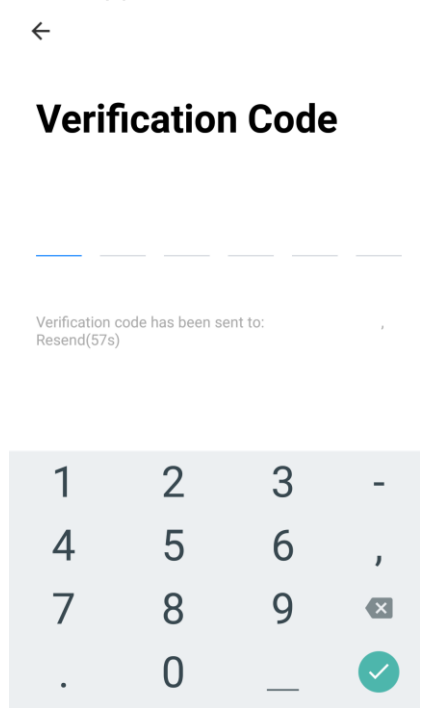 Verification Code
Verification code has been sent to: ,
Resend(57s)
1 2 3 -
4 5 6 ,
7 8 9
. 0 _